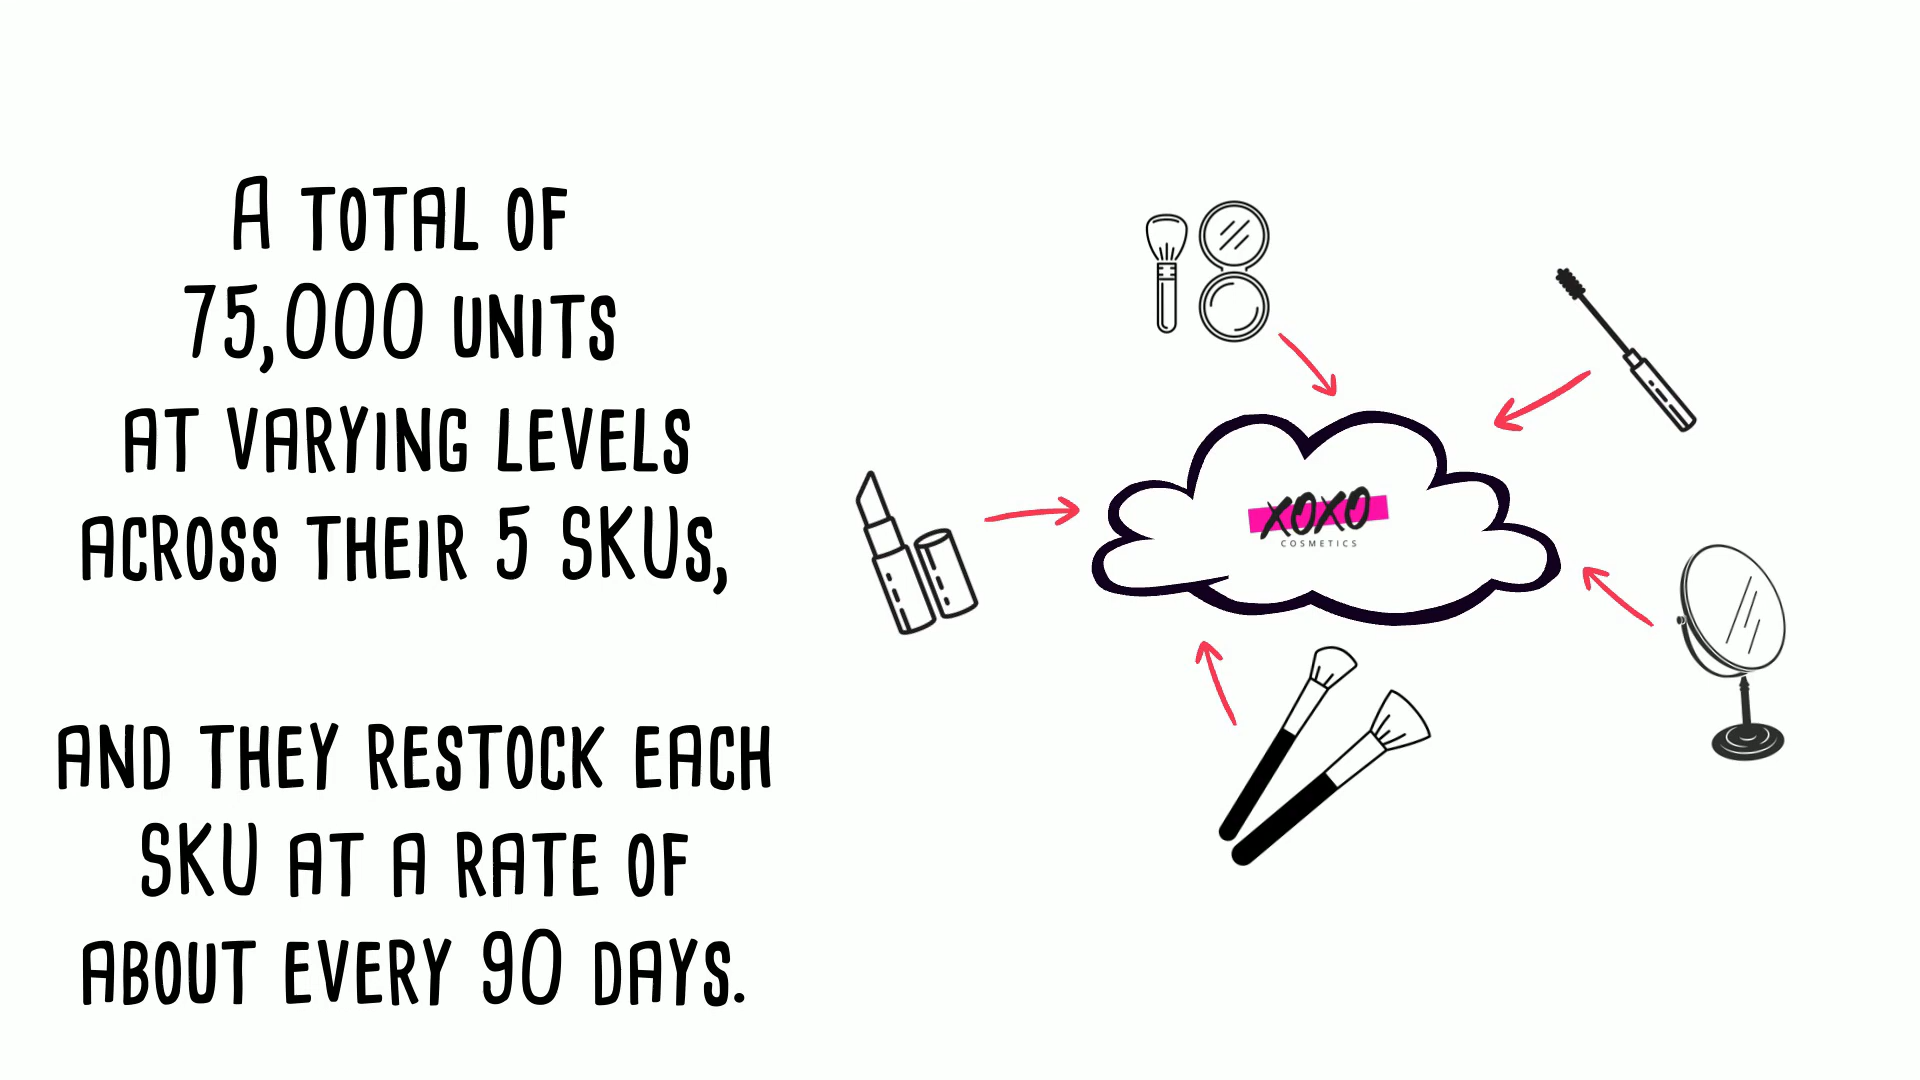 A total of
75,000 units
at varying levels
across their 5 SKUs,
and they restock each
SKU at a rate of
about every 90 days.
XOXO
COSMETICS